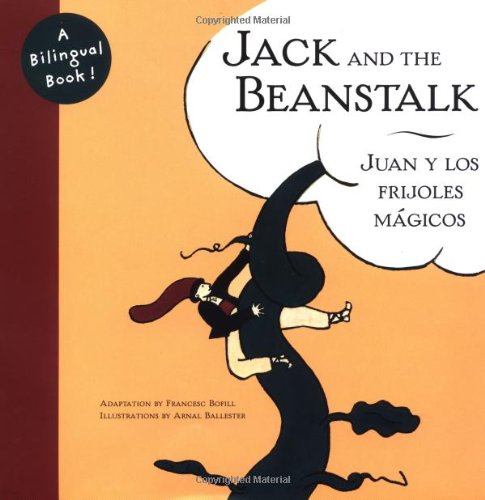 Copyrighted Material
A
Bilingual
Book!
JACK AND THE
BEANSTALK
JUAN Y LOS
FRIJOLES
MÁGICOS
ADAPTATION BY FRANCESC BOFILL
ILLUSTRATIONS BY ARNAL BALLESTER
Copyrighted Material